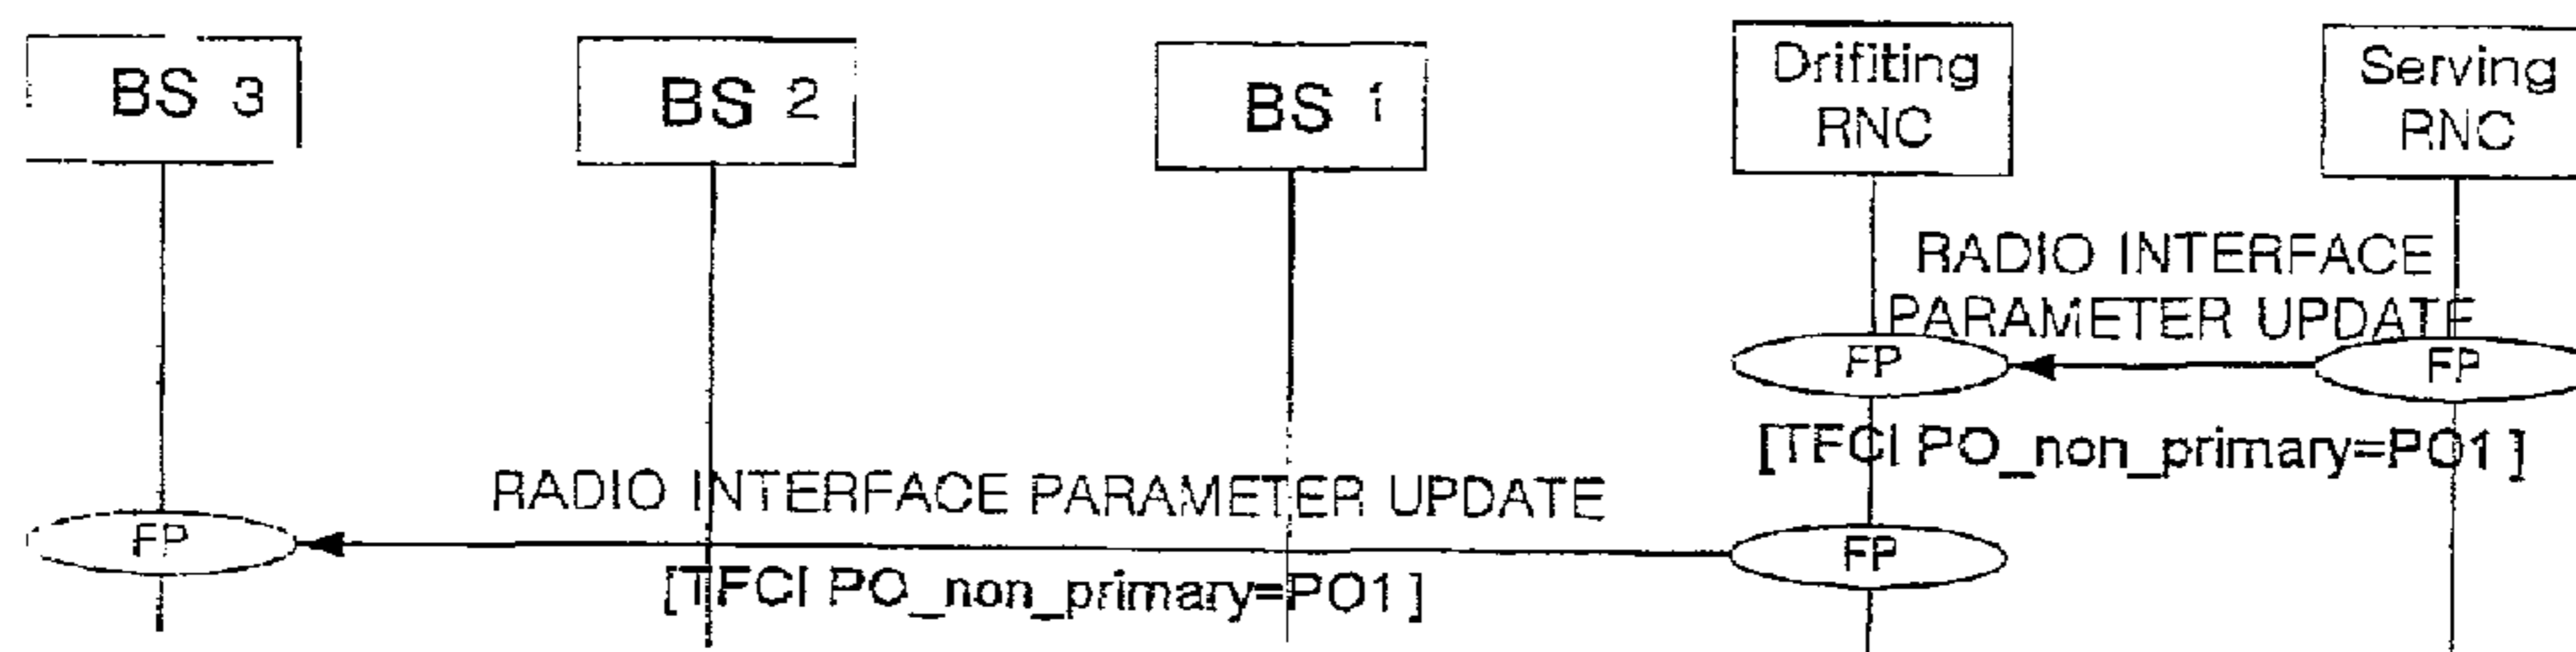 BS 3
BS 2
BS 1
Drifiting
RNC
Serving
RNC
RADIO INTERFACE
PARAMETER UPDATE
FP
FP
[TFCI PO_non_primary=PO1]
RADIO INTERFACE PARAMETER UPDATE
FP
FP
[TFCI PO_non_primary=PO1]